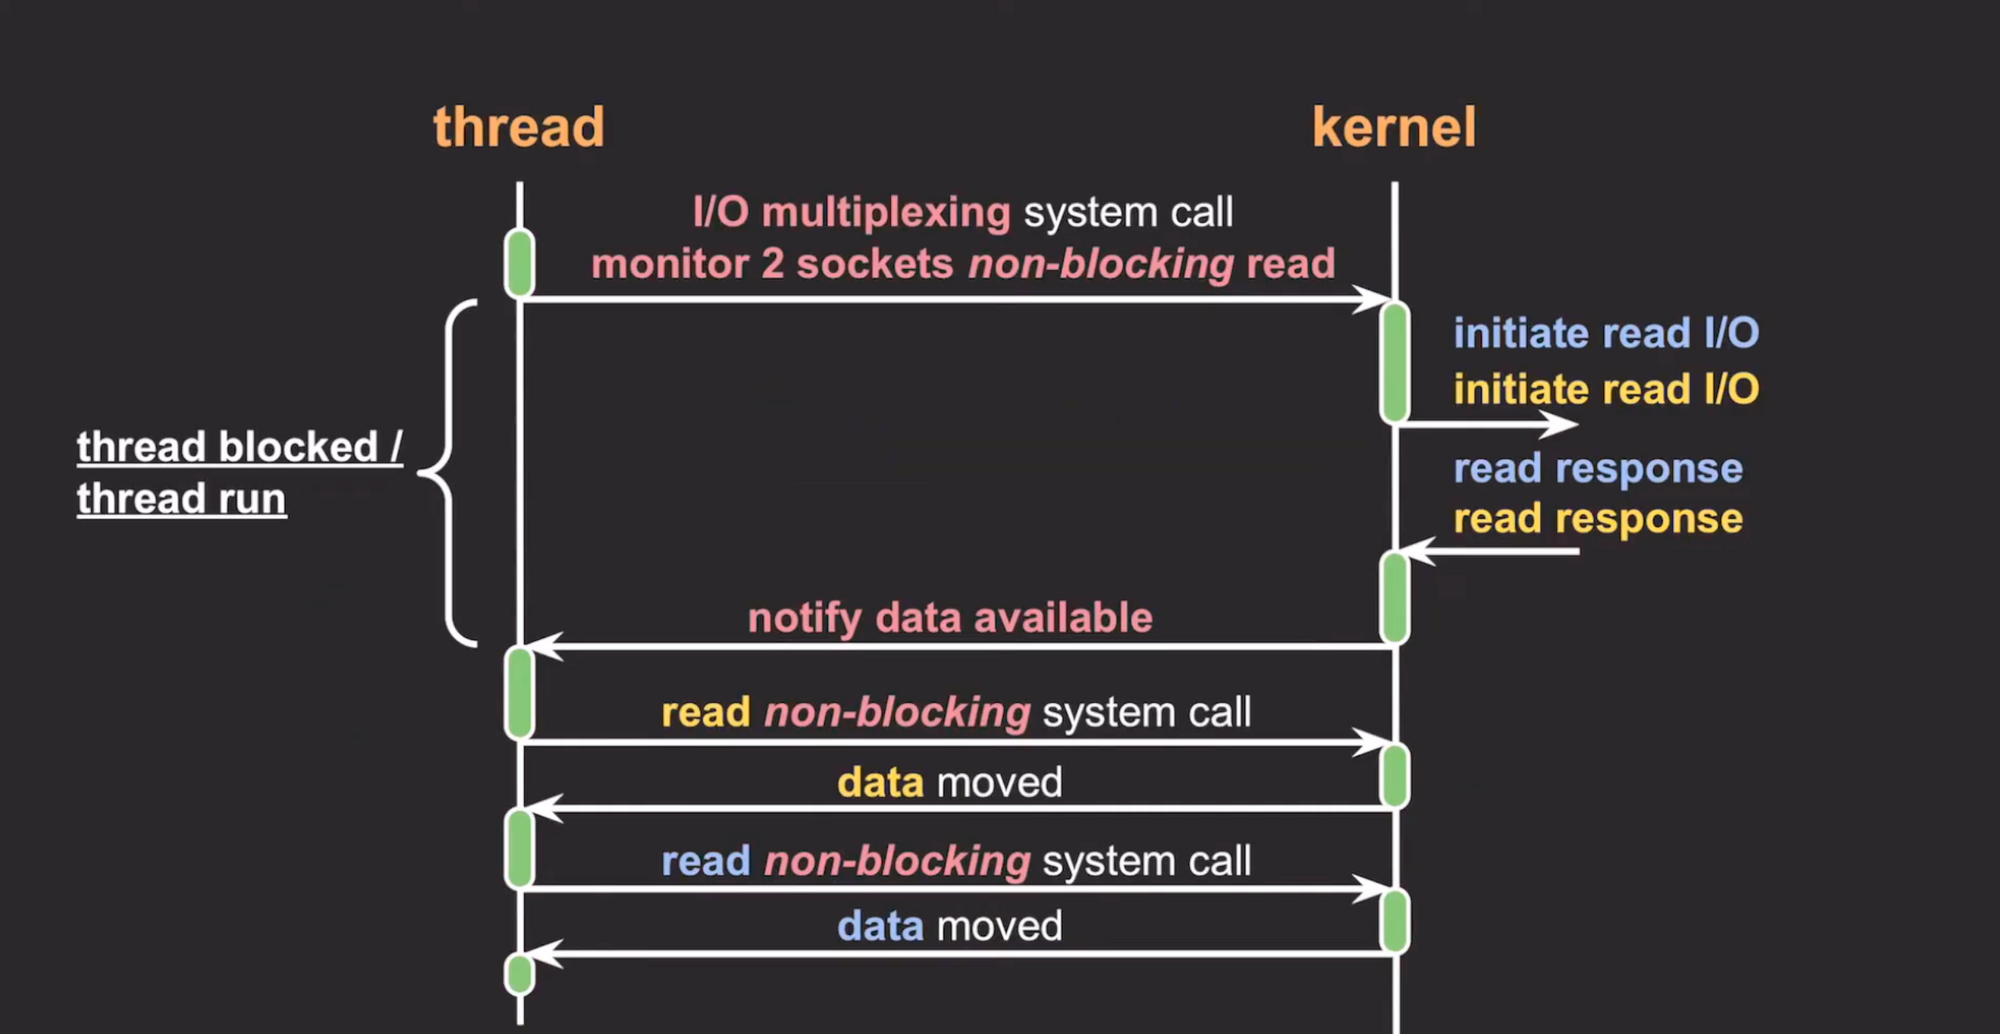 thread
kernel
I/O multiplexing system call
monitor 2 sockets non-blocking read
initiate read I/O
initiate read I/O
thread blocked /
thread run
read response
read response
notify data available
read non-blocking system call
data moved
read non-blocking system call
data moved